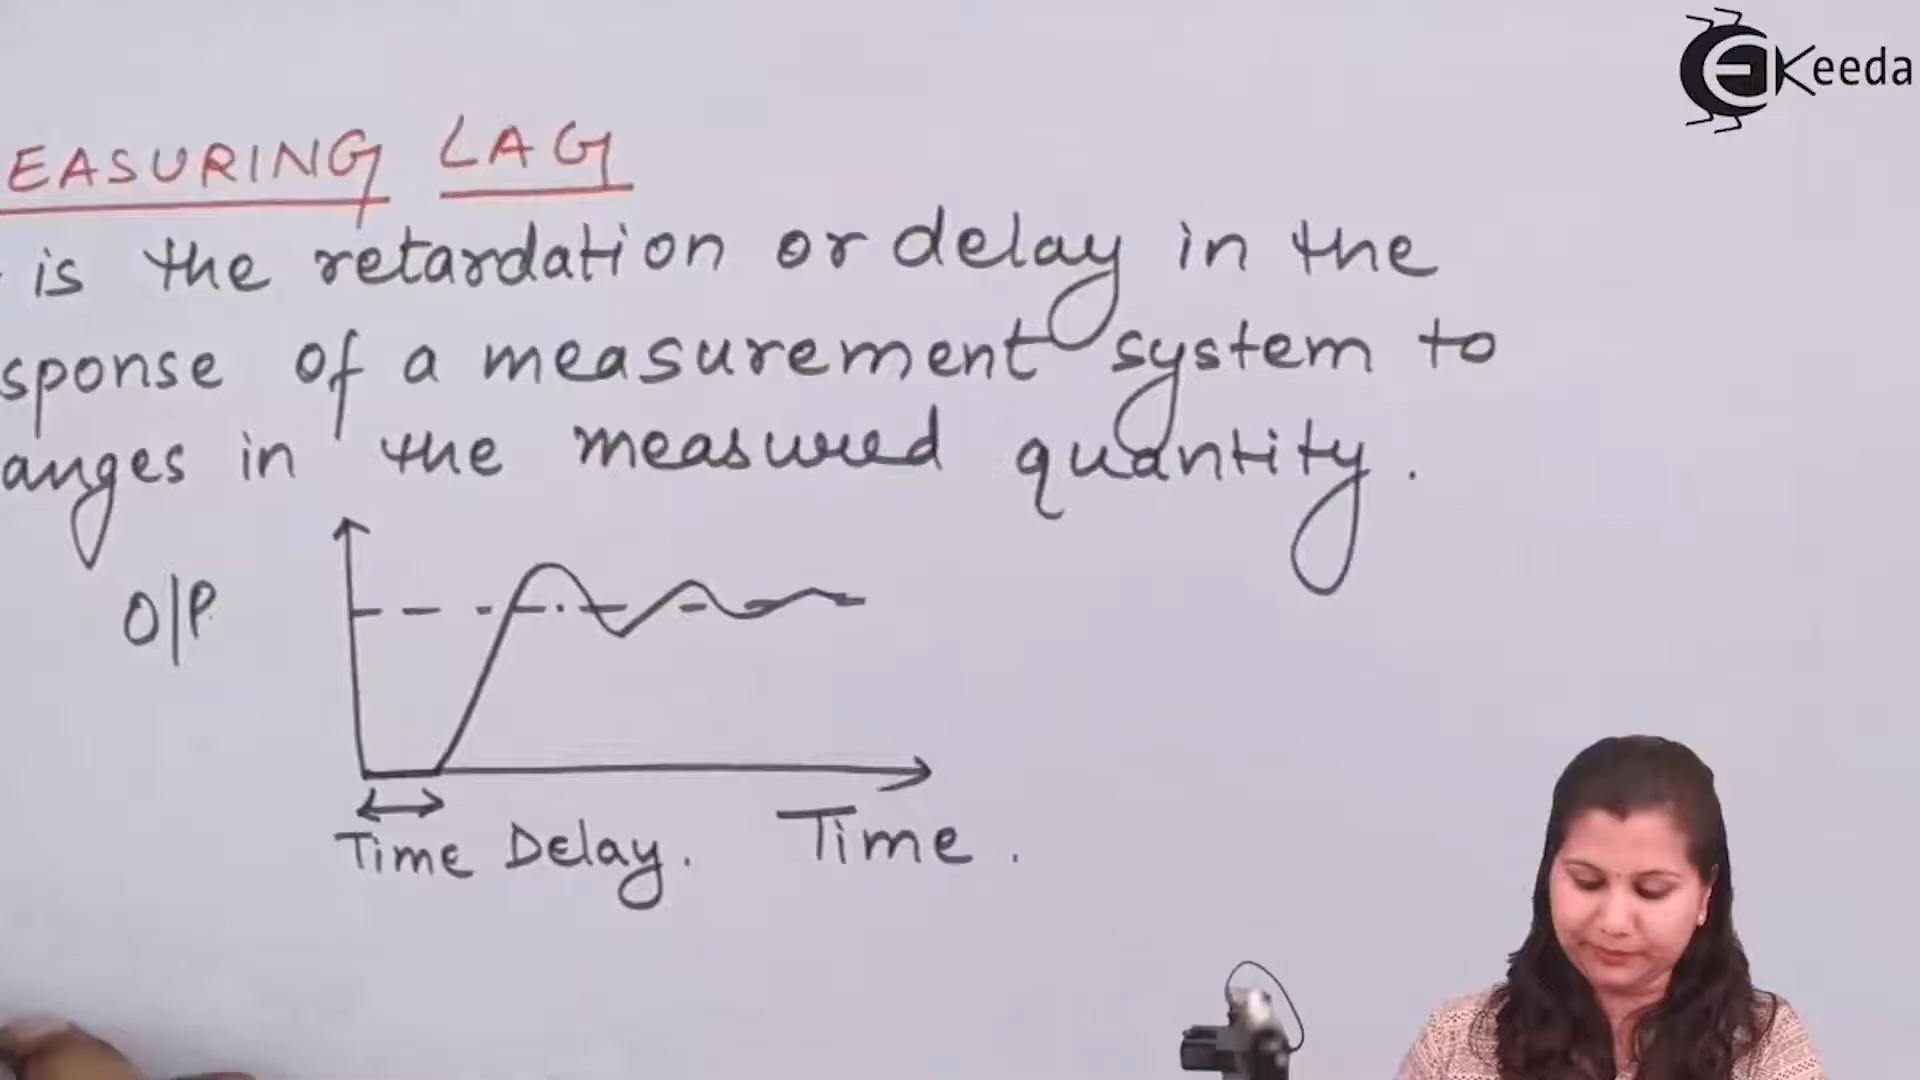 EKeeda
EASURING LAG
is the retardation or delay in the
sponse of a measurement system to
anges in the measured quantity.
O/P
Time Delay. Time.